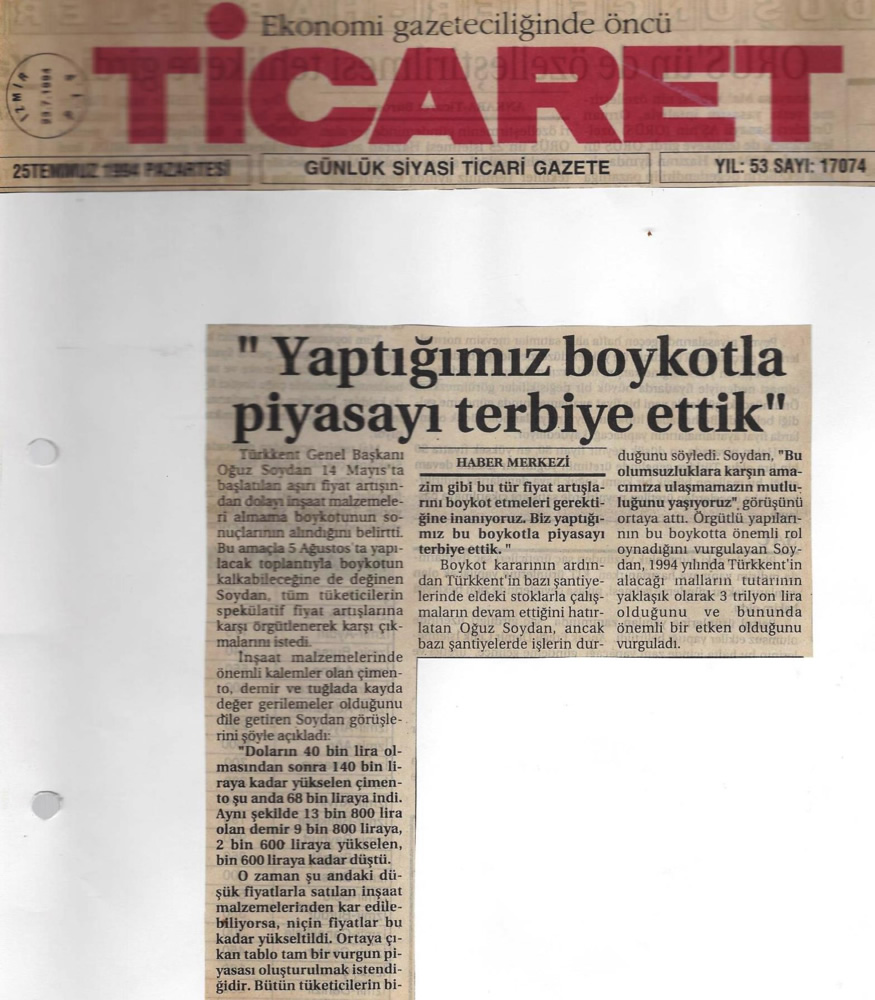 Ekonomi gazeteciliğinde öncü
TİCARET
İZMİR
25 TEMMUZ 1994 PAZARTESİ
GÜNLÜK SİYASİ TİCARİ GAZETE
YIL: 53 SAYI: 17074
" Yaptığımız boykotla
piyasayı terbiye ettik"
Türkkent Genel Başkanı
Oğuz Soydan 14 Mayıs'ta
başlatılan aşırı fiyat artışın-
dan dolayı inşaat malzemele-
ri almama boykotunun so-
nuçlarının alındığını belirtti.
Bu amaçla 5 Ağustos'ta yapı-
lacak toplantıyla boykotun
kalkabileceğine de değinen
Soydan, tüm tüketicilerin
spekülatif fiyat artışlarına
karşı örgütlenerek karşı çık-
malarını istedi.
İnşaat malzemelerinde
önemli kalemler olan çimen-
to, demir ve tuğlada kayda
değer gerilemeler olduğunu
dile getiren Soydan görüşle-
rini şöyle açıkladı:
"Doların 40 bin lira ol-
masından sonra 140 bin li-
raya kadar yükselen çimen-
to şu anda 68 bin liraya indi.
Aynı şekilde 13 bin 800 lira
olan demir 9 bin 800 liraya,
2 bin 600 liraya yükselen,
bin 600 liraya kadar düştü.
O zaman şu andaki dü-
şük fiyatlarla satılan inşaat
malzemelerinden kar edile-
biliyorsa, niçin fiyatlar bu
kadar yükseltildi. Ortaya çı-
kan tablo tam bir vurgun pi-
yasası oluşturulmak istendi-
ğidir. Bütün tüketicilerin bi-
HABER MERKEZİ
zim gibi bu tür fiyat artışla-
rını boykot etmeleri gerekti-
ğine inanıyoruz. Biz yaptığı-
mız bu boykotla piyasayı
terbiye ettik. "
Boykot kararının ardın-
dan Türkkent'in bazı şantiye-
lerinde eldeki stoklarla çalış-
maların devam ettiğini hatır-
latan Oğuz Soydan, ancak
bazı şantiyelerde işlerin dur-
duğunu söyledi. Soydan, "Bu
olumsuzluklara karşın ama-
cımıza ulaşmamazın mutlu-
luğunu yaşıyoruz" görüşünü
ortaya attı. Örgütlü yapıları-
nın bu boykotta önemli rol
oynadığını vurgulayan Soy-
dan, 1994 yılında Türkkent'in
alacağı malların tutarının
yaklaşık olarak 3 trilyon lira
olduğunu ve bununda
önemli bir etken olduğunu
vurguladı.